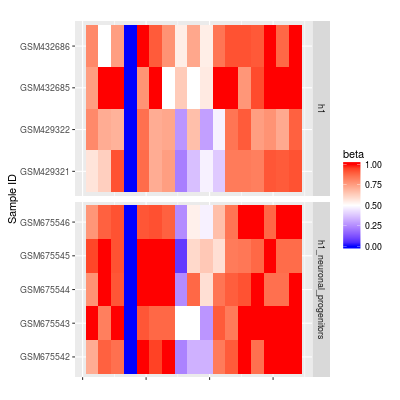 GSM432686
GSM432685
GSM429322
GSM429321
h1
GSM675546
GSM675545
GSM675544
GSM675543
GSM675542
h1_neuronal_progenitors
Sample ID
beta
1.00
0.75
0.50
0.25
0.00